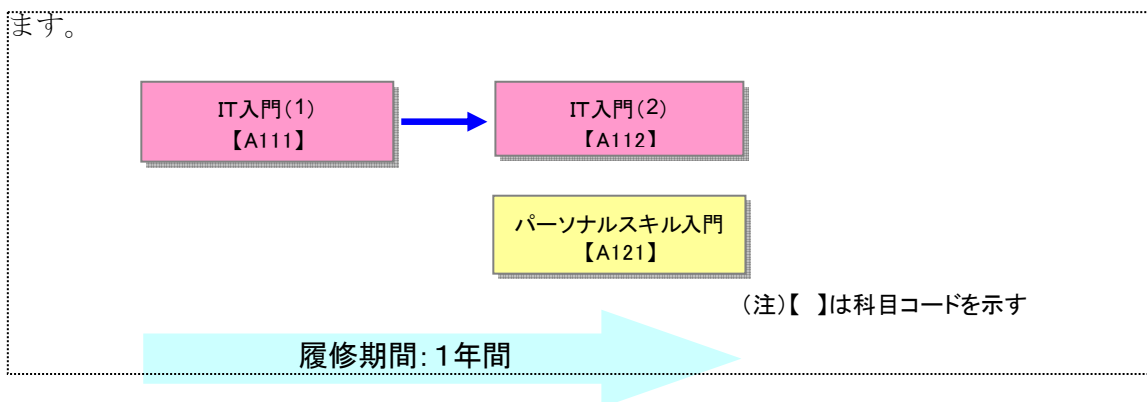 ます。
IT入門(1)
【A111】
IT入門(2)
【A112】
パーソナルスキル入門
【A121】
(注)【 】は科目コードを示す
履修期間:1年間